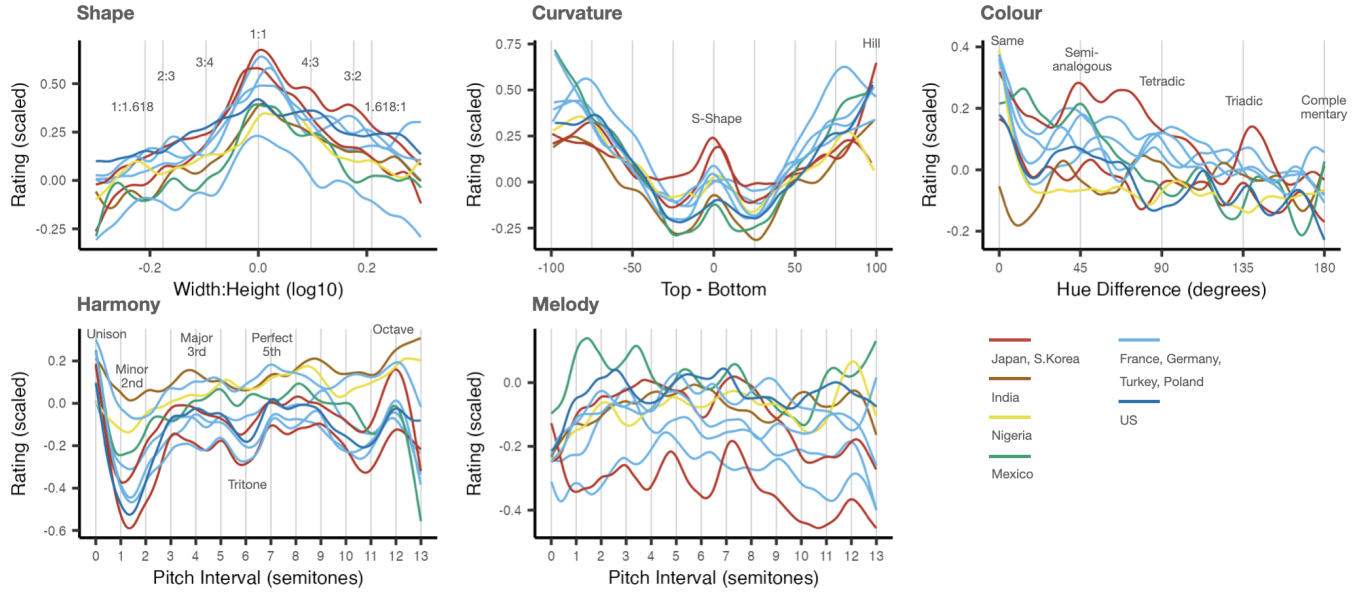 Shape
Rating (scaled)
0.50
0.25
0.00
-0.25
1:1
2:3
3:4
4:3
3:2
1:1.618
1.618:1
-0.2
0.0
0.2
Width:Height (log10)
Curvature
Rating (scaled)
0.75
0.50
0.25
0.00
-0.25
Hill
S-Shape
-100
-50
0
50
100
Top - Bottom
Colour
Rating (scaled)
0.4
0.2
0.0
-0.2
Same
Semi-
analogous
Tetradic
Triadic
Comple
mentary
0
45
90
135
180
Hue Difference (degrees)
Harmony
Rating (scaled)
0.2
0.0
-0.2
-0.4
-0.6
Unison
Minor
2nd
Major
3rd
Perfect
5th
Octave
Tritone
0 1 2 3 4 5 6 7 8 9 10 11 12 13
Pitch Interval (semitones)
Melody
Rating (scaled)
0.0
-0.2
-0.4
0 1 2 3 4 5 6 7 8 9 10 11 12 13
Pitch Interval (semitones)
Japan, S.Korea
India
Nigeria
Mexico
France, Germany,
Turkey, Poland
US